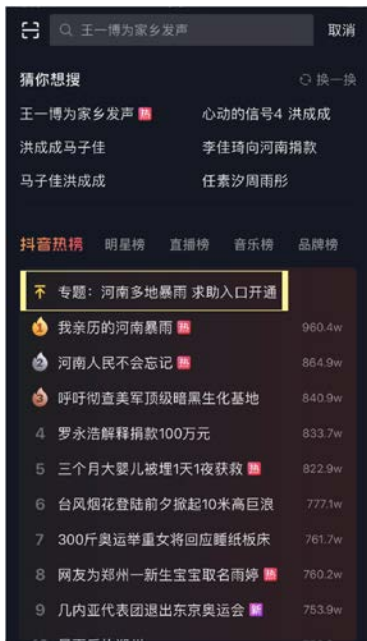 王一博为家乡发声 取消
猜你想搜 换一换
王一博为家乡发声 热 心动的信号4 洪成成
洪成成马子佳 李佳琦向河南捐款
马子佳洪成成 任素汐周雨彤
抖音热榜 明星榜 直播榜 音乐榜 品牌榜
专题：河南多地暴雨 求助入口开通
1 我亲历的河南暴雨 热 960.4w
2 河南人民不会忘记 热 864.9w
3 呼吁彻查美军顶级暗黑生化基地 840.9w
4 罗永浩解释捐款100万元 833.7w
5 三个月大婴儿被埋1天1夜获救 热 822.9w
6 台风烟花登陆前夕掀起10米高巨浪 777.1w
7 300斤奥运举重女将回应睡纸板床 761.7w
8 网友为郑州一新生宝宝取名雨婷 热 760.2w
9 几内亚代表团退出东京奥运会 新 753.9w